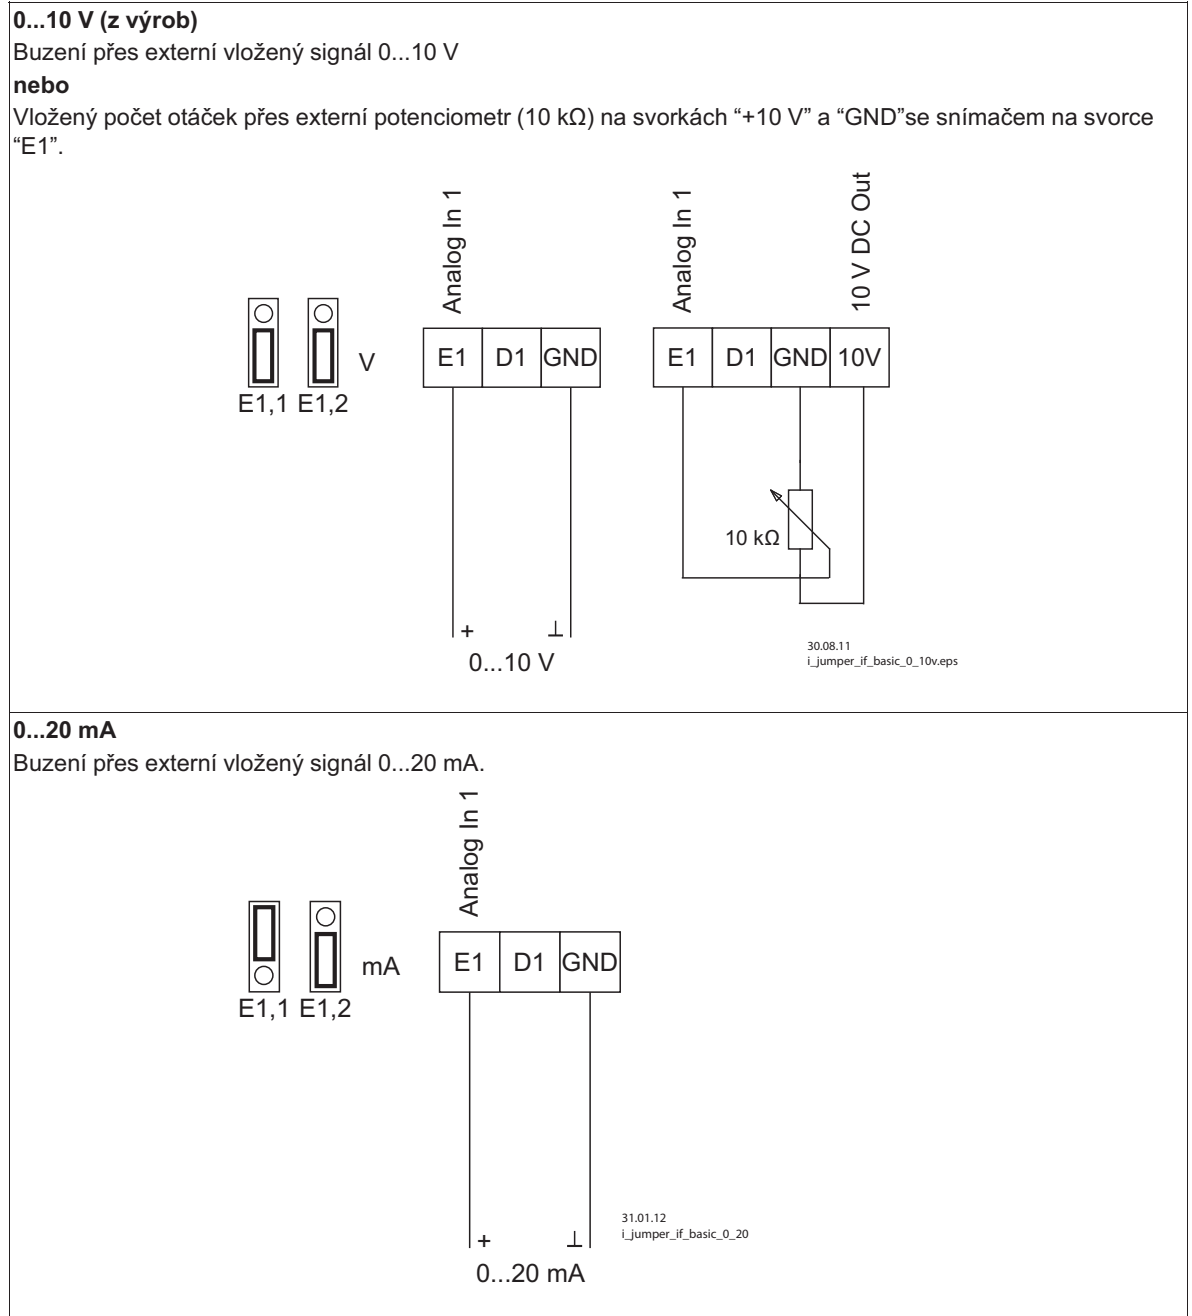 0...10 V (z výrob)
Buzení přes externí vložený signál 0...10 V
nebo
Vložený počet otáček přes externí potenciometr (10 kΩ) na svorkách “+10 V” a “GND”se snímačem na svorce
“E1”.
Analog In 1
Analog In 1
10 V DC Out
E1 D1 GND
E1 D1 GND 10V
V
E1,1 E1,2
10 kΩ
+ ⊥
0...10 V
30.08.11
i_jumper_if_basic_0_10v.eps
0...20 mA
Buzení přes externí vložený signál 0...20 mA.
Analog In 1
E1 D1 GND
mA
E1,1 E1,2
+ ⊥
0...20 mA
31.01.12
i_jumper_if_basic_0_20